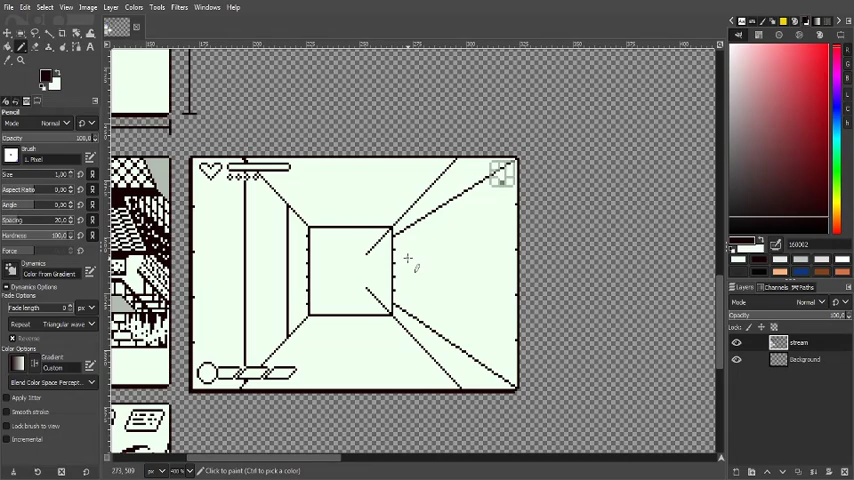 File Edit Select View Image Layer Colors Tools Filters Windows Help
175 200 225 250 275 300 325 350 375 400
Pencil
Mode Normal
Opacity 100,0
Brush
1. Pixel
Size 1,00
Aspect Ratio 0,00
Angle 0,00
Spacing 20,0
Hardness 100,0
Force
Dynamics
Color From Gradient
Dynamics Options
Fade Options
Fade length 0 px
Repeat Triangular wave
Reverse
Color Options
Gradient
Custom
Blend Color Space Percept...
Apply Jitter
Smooth stroke
Lock brush to view
Incremental
R
G
B
L
C
h
160002
Layers Channels Paths
Mode Normal
Opacity 100,0
Lock:
stream
Background
273, 509 px 400 % Click to paint (Ctrl to pick a color)